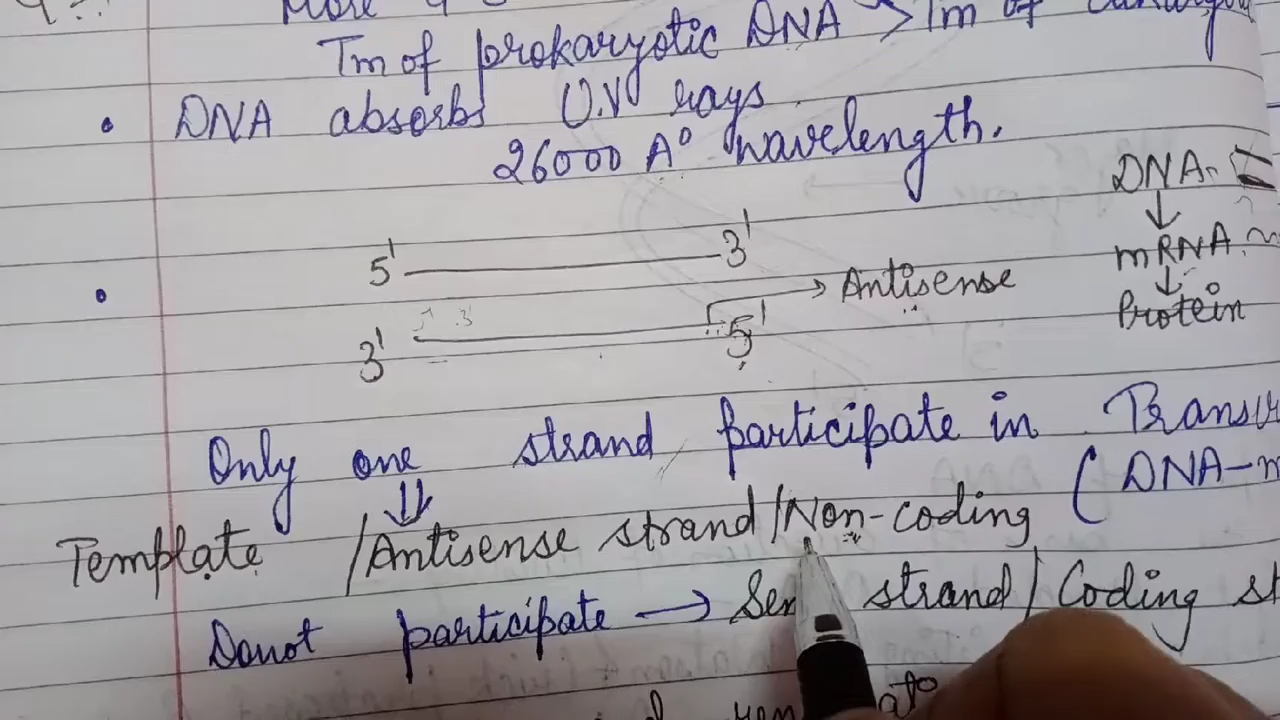 More
Tm of prokaryotic DNA > Tm of
• DNA absorbs U.V rays.
26000 A° wavelength.
DNA
5' 3'
mRNA
• Antisense
Protein
3' 5'
Only one strand participate in
(DNA-m
Template /Antisense strand/Non-coding
Donot participate → strand/Coding